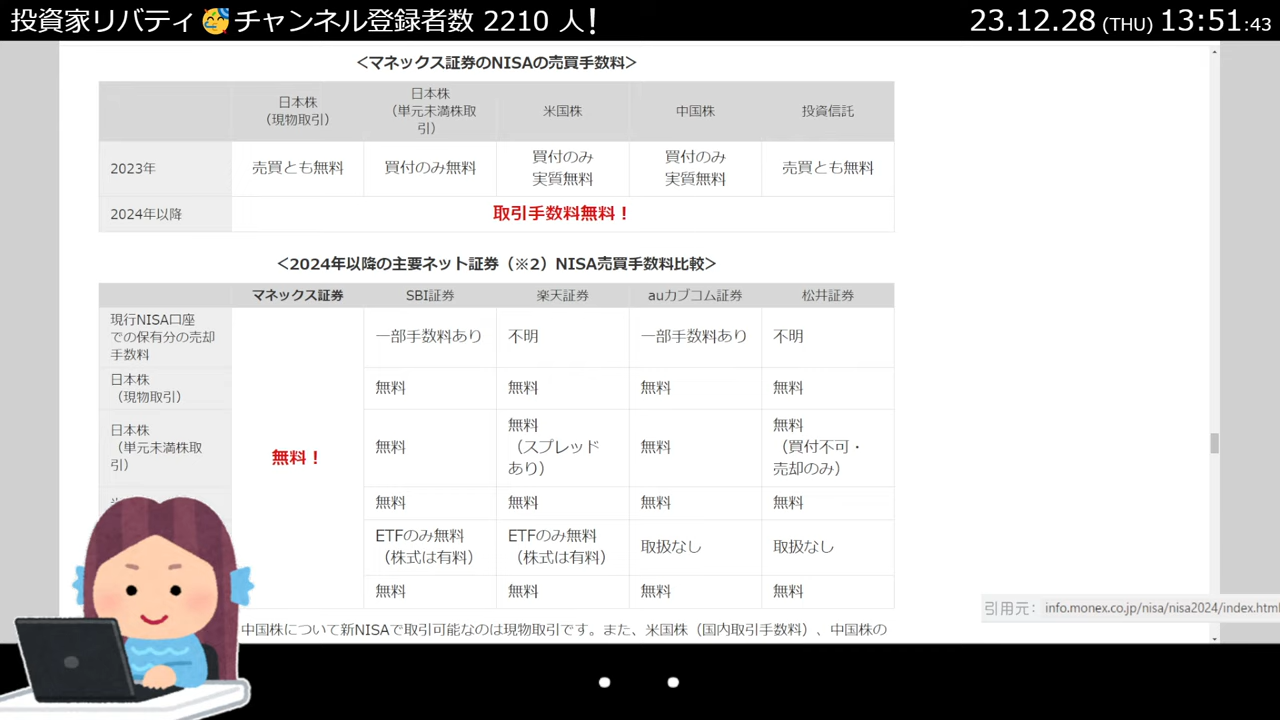 投資家リバティ🥳チャンネル登録者数 2210 人!
23.12.28 (THU) 13:51:43
<マネックス証券のNISAの売買手数料>
日本株
（現物取引）
日本株
（単元未満株取
引）
米国株
中国株
投資信託
2023年
売買とも無料
買付のみ無料
買付のみ
実質無料
買付のみ
実質無料
売買とも無料
2024年以降
取引手数料無料！
<2024年以降の主要ネット証券（※2）NISA売買手数料比較>
マネックス証券
SBI証券
楽天証券
auカブコム証券
松井証券
現行NISA口座
での保有分の売却
手数料
無料！
一部手数料あり
不明
一部手数料あり
不明
日本株
（現物取引）
無料
無料
無料
無料
日本株
（単元未満株取
引）
無料
無料
（スプレッド
あり）
無料
無料
（買付不可・
売却のみ）
無料
無料
無料
無料
ETFのみ無料
（株式は有料）
ETFのみ無料
（株式は有料）
取扱なし
取扱なし
無料
無料
無料
無料
引用元： info.monex.co.jp/nisa/nisa2024/index.html
中国株について新NISAで取引可能なのは現物取引です。また、米国株（国内取引手数料）、中国株の